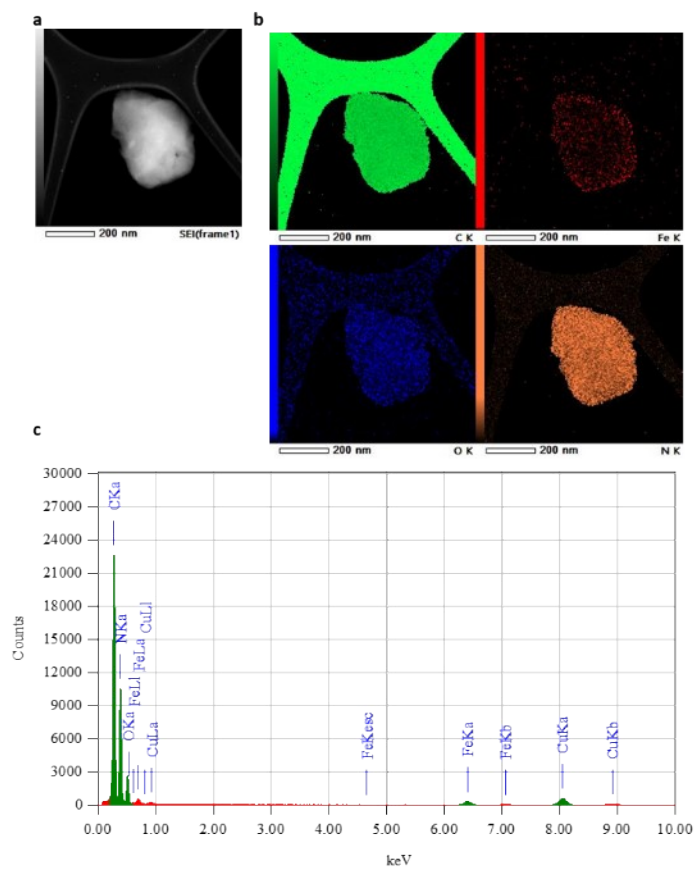 a
b
200 nm SEI(frame1)
200 nm C K
200 nm Fe K
200 nm O K
200 nm N K
c
30000
27000
24000
21000
18000
15000
12000
9000
6000
3000
0
Counts
CKa
NKa
OKa
FeLl
FeLa
CuLl
CuLa
FeKesc
FeKa
FeKb
CuKa
CuKb
0.00 1.00 2.00 3.00 4.00 5.00 6.00 7.00 8.00 9.00 10.00
keV